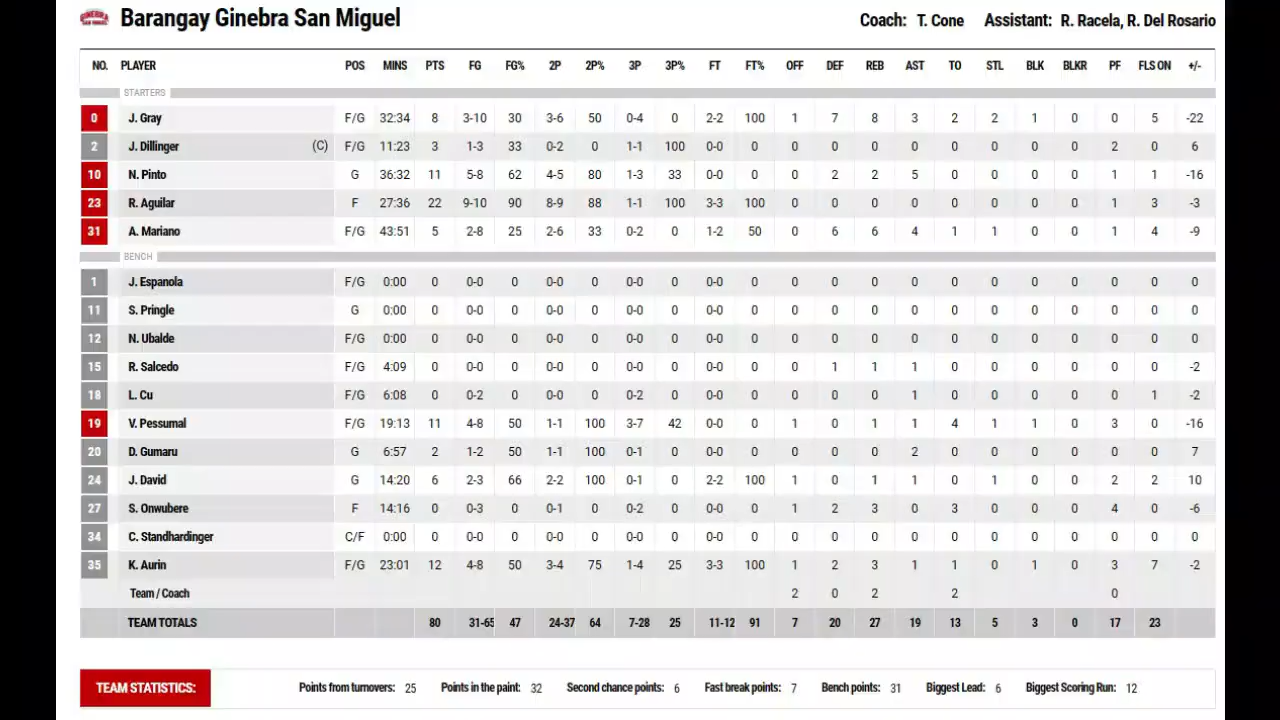 GINEBRA
SAN MIGUEL
Barangay Ginebra San Miguel Coach: T. Cone Assistant: R. Racela, R. Del Rosario
NO. PLAYER POS MINS PTS FG FG% 2P 2P% 3P 3P% FT FT% OFF DEF REB AST TO STL BLK BLKR PF FLS ON +/-
STARTERS
0 J. Gray F/G 32:34 8 3-10 30 3-6 50 0-4 0 2-2 100 1 7 8 3 2 2 1 0 0 5 -22
2 J. Dillinger (C) F/G 11:23 3 1-3 33 0-2 0 1-1 100 0-0 0 0 0 0 0 0 0 0 0 2 0 6
10 N. Pinto G 36:32 11 5-8 62 4-5 80 1-3 33 0-0 0 0 2 2 5 0 0 0 0 1 1 -16
23 R. Aguilar F 27:36 22 9-10 90 8-9 88 1-1 100 3-3 100 0 0 0 0 0 0 0 0 1 3 -3
31 A. Mariano F/G 43:51 5 2-8 25 2-6 33 0-2 0 1-2 50 0 6 6 4 1 1 0 0 1 4 -9
BENCH
1 J. Espanola F/G 0:00 0 0-0 0 0-0 0 0-0 0 0-0 0 0 0 0 0 0 0 0 0 0 0 0
11 S. Pringle G 0:00 0 0-0 0 0-0 0 0-0 0 0-0 0 0 0 0 0 0 0 0 0 0 0 0
12 N. Ubalde F/G 0:00 0 0-0 0 0-0 0 0-0 0 0-0 0 0 0 0 0 0 0 0 0 0 0 0
15 R. Salcedo F/G 4:09 0 0-0 0 0-0 0 0-0 0 0-0 0 0 1 1 1 0 0 0 0 0 0 -2
18 L. Cu F/G 6:08 0 0-2 0 0-0 0 0-2 0 0-0 0 0 0 0 1 0 0 0 0 0 1 -2
19 V. Pessumal F/G 19:13 11 4-8 50 1-1 100 3-7 42 0-0 0 1 0 1 1 4 1 1 0 3 0 -16
20 D. Gumaru G 6:57 2 1-2 50 1-1 100 0-1 0 0-0 0 0 0 0 2 0 0 0 0 0 0 7
24 J. David G 14:20 6 2-3 66 2-2 100 0-1 0 2-2 100 1 0 1 1 0 1 0 0 2 2 10
27 S. Onwubere F 14:16 0 0-3 0 0-1 0 0-2 0 0-0 0 1 2 3 0 3 0 0 0 4 0 -6
34 C. Standhardinger C/F 0:00 0 0-0 0 0-0 0 0-0 0 0-0 0 0 0 0 0 0 0 0 0 0 0 0
35 K. Aurin F/G 23:01 12 4-8 50 3-4 75 1-4 25 3-3 100 1 2 3 1 1 0 1 0 3 7 -2
Team / Coach 2 0 2 2 0
TEAM TOTALS 80 31-65 47 24-37 64 7-28 25 11-12 91 7 20 27 19 13 5 3 0 17 23
TEAM STATISTICS: Points from turnovers: 25 Points in the paint: 32 Second chance points: 6 Fast break points: 7 Bench points: 31 Biggest Lead: 6 Biggest Scoring Run: 12